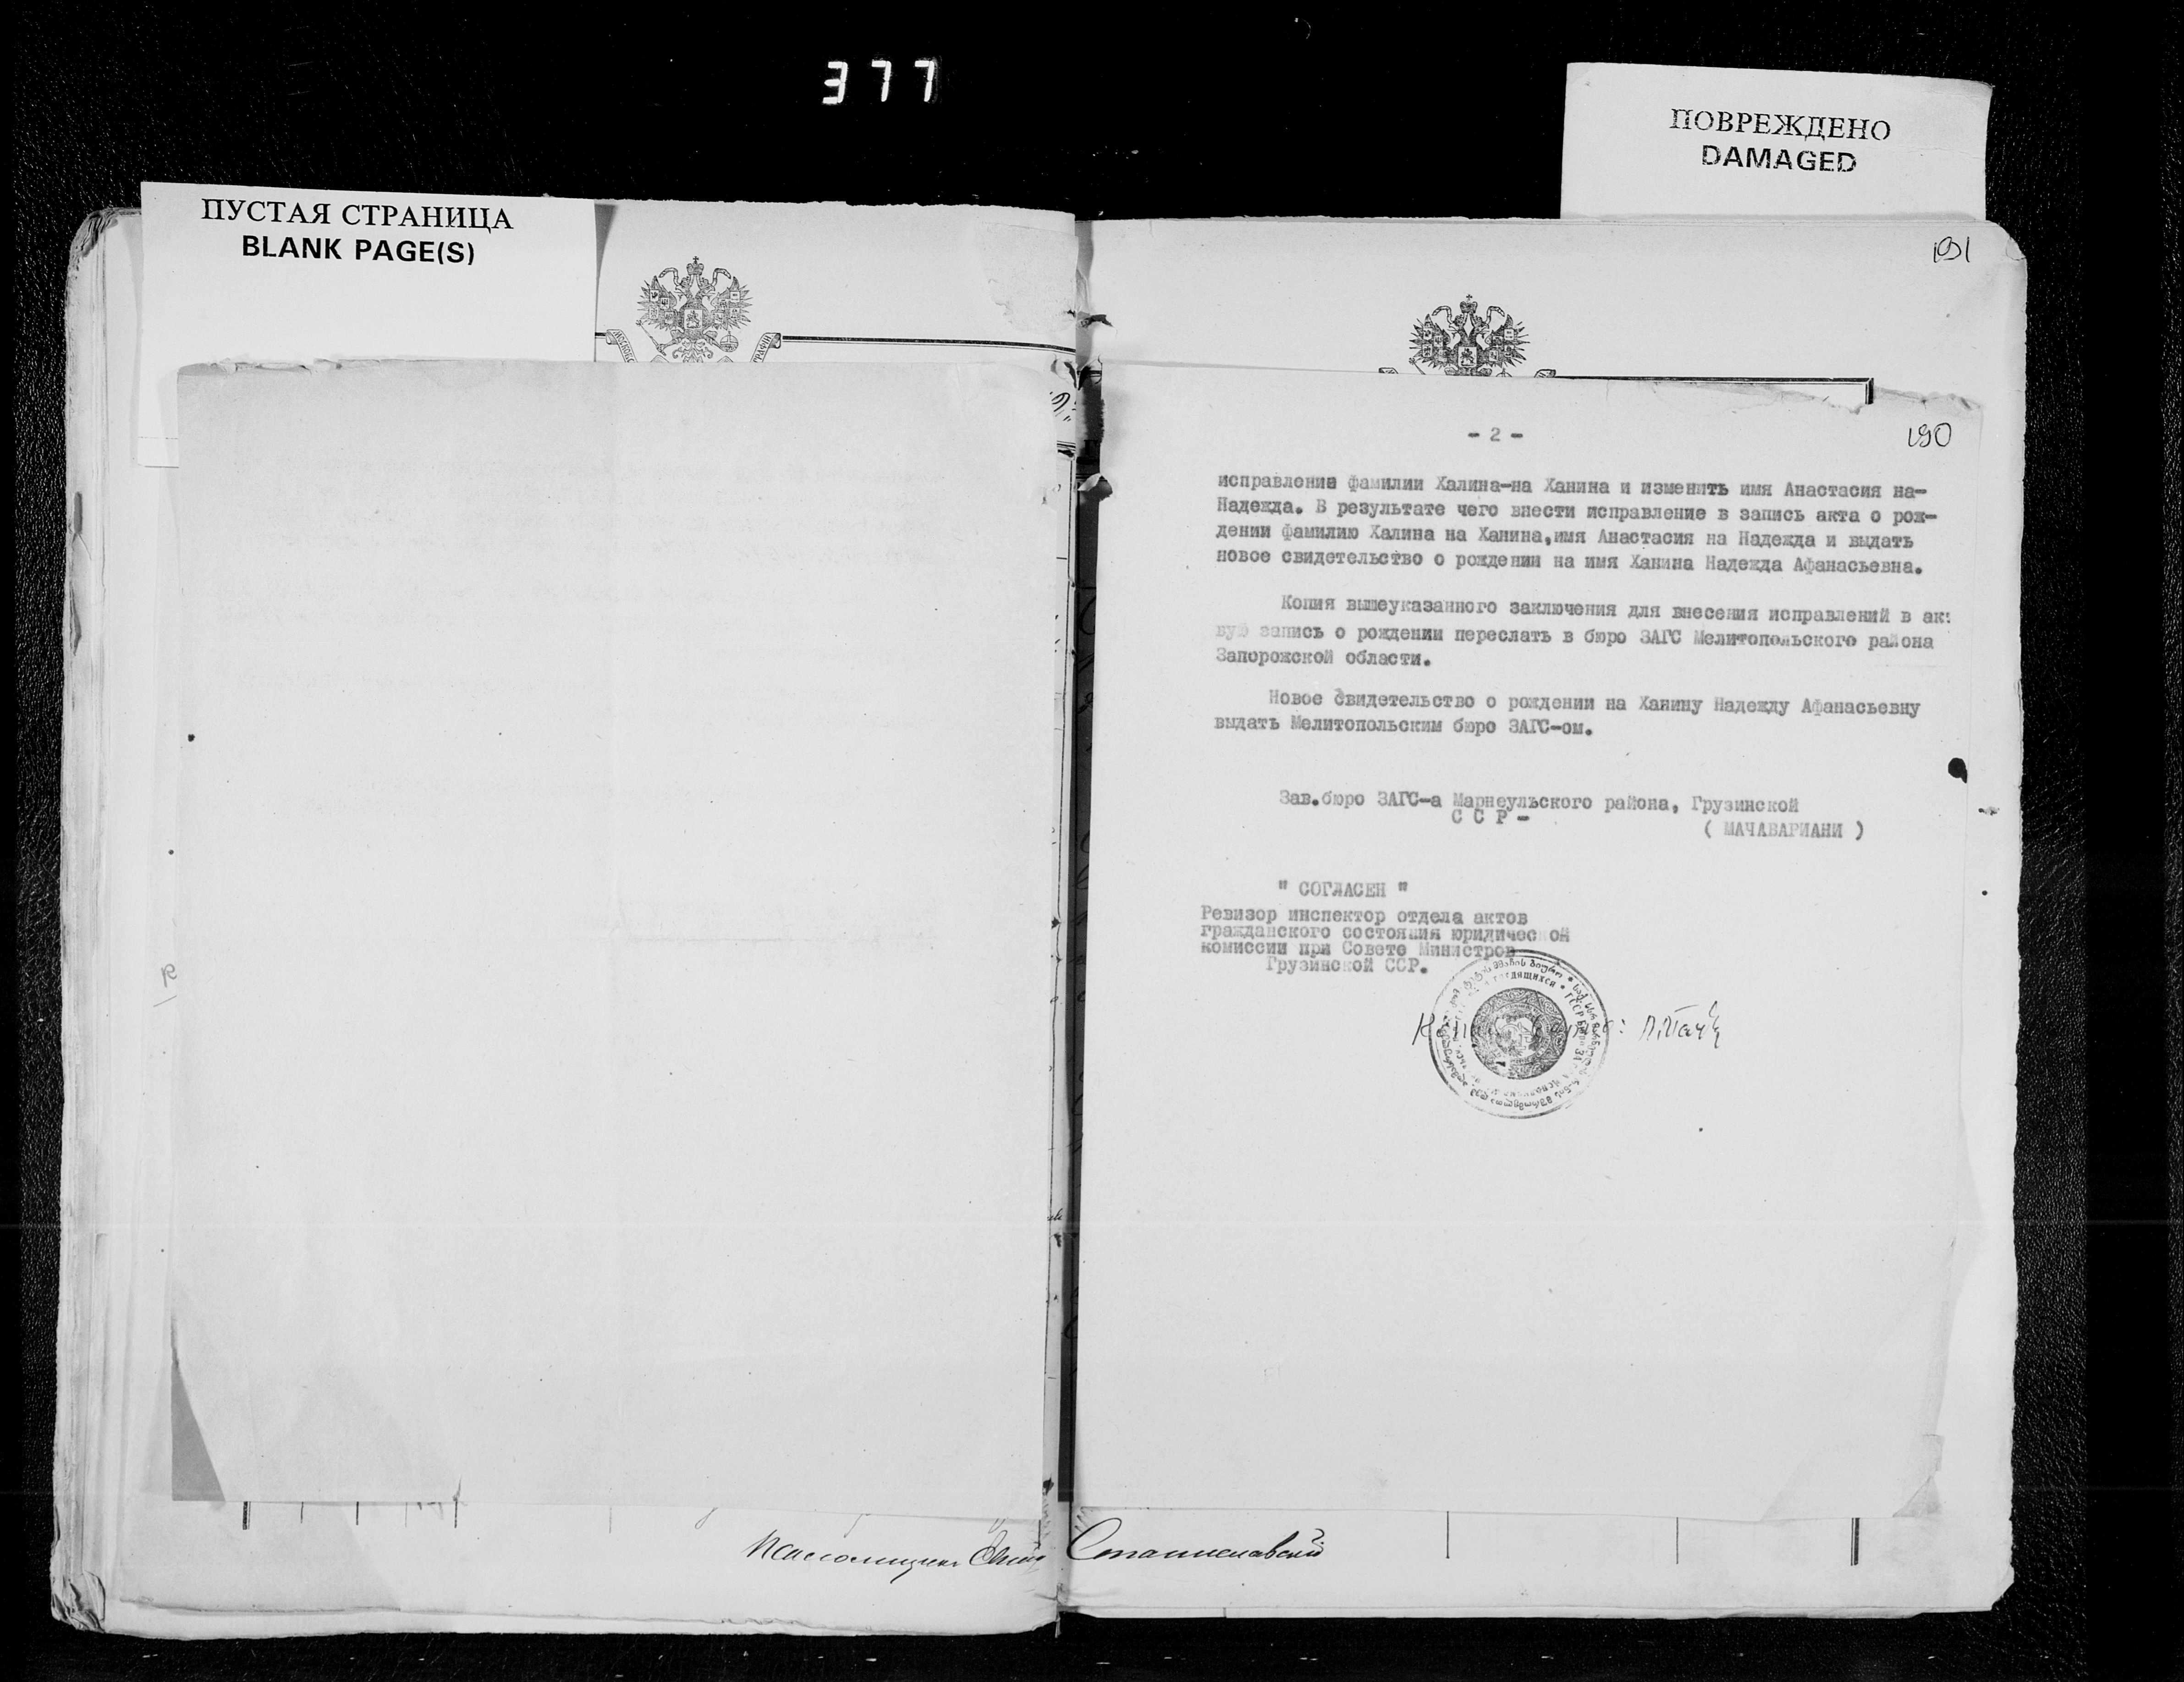 377
ПОВРЕЖДЕНО
DAMAGED
ПУСТАЯ СТРАНИЦА
BLANK PAGE(S)
191
190
- 2 -
исправление фамилии Халина-на Ханина и изменить имя Анастасия на-
Надежда. В результате чего внести исправление в запись акта о рож-
дении фамилию Халина на Ханина,имя Анастасия на Надежда и выдать
новое свидетельство о рождении на имя Ханина Надежда Афанасьевна.
Копия вышеуказанного заключения для внесения исправлений в ак
вую запись о рождении переслать в бюро ЗАГС Мелитопольского района
Запорожской области.
Новое Свидетельство о рождении на Ханину Надежду Афанасьевну
выдать Мелитопольским бюро ЗАГС-ом.
Зав.бюро ЗАГС-а Марнеульского района, Грузинской
С С Р -
( МАЧАВАРИАНИ )
" СОГЛАСЕН "
Ревизор инспектор отдела актов
гражданского состояния юридической
комиссии при Совете Министров
Грузинской ССР.
Станиславский